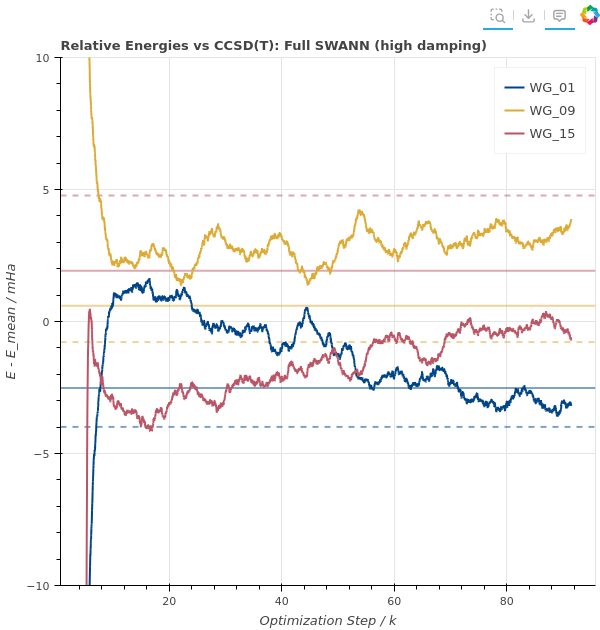 Relative Energies vs CCSD(T): Full SWANN (high damping)
10
WG_01
WG_09
WG_15
5
0
−5
−10
E - E_mean / mHa
20
40
60
80
Optimization Step / k